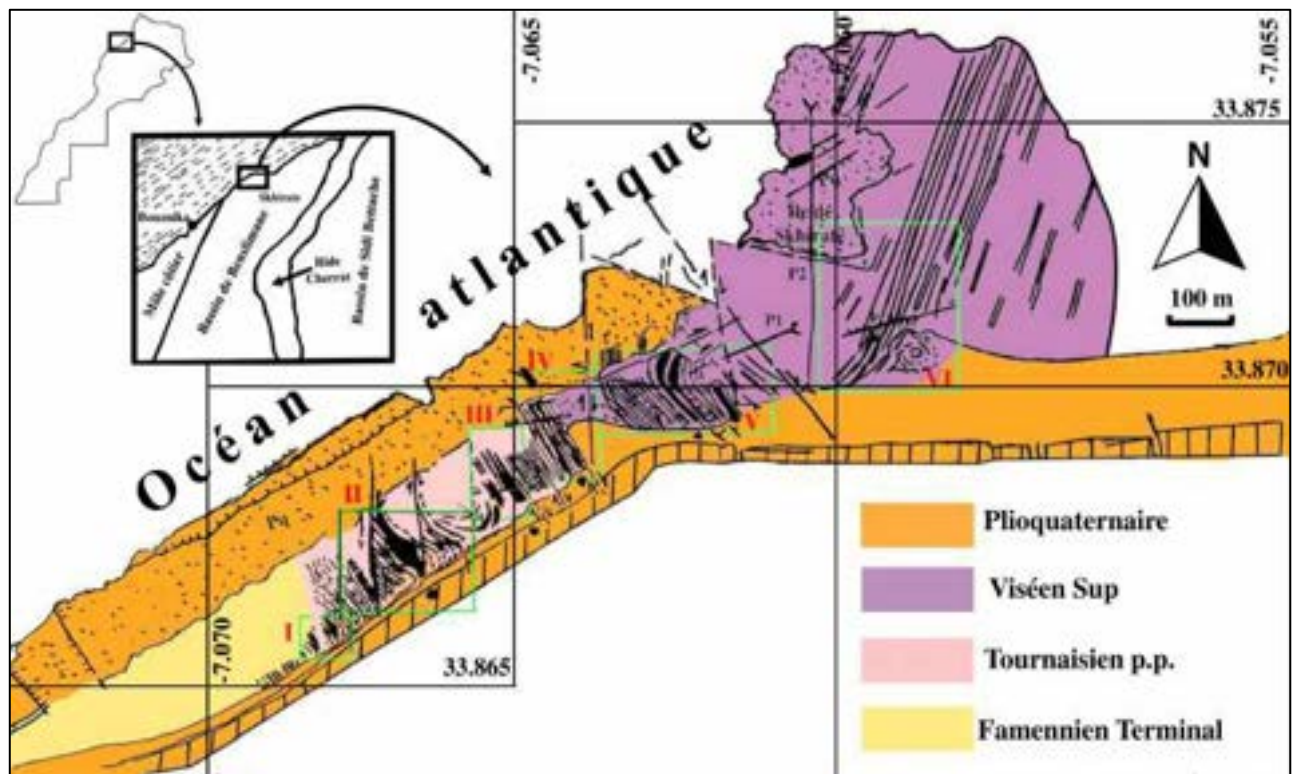 -7.065
-7.060
-7.055
33.875
N
100 m
Océan atlantique
Bassin de Benslimane
Ride
Cherrat
Bassin de Sidi Bettache
Môle côtier
P2
P1
33.870
IV
VI
III
V
II
PQ
I
-7.070
33.865
Plioquaternaire
Viséen Sup
Tournaisien p.p.
Famennien Terminal